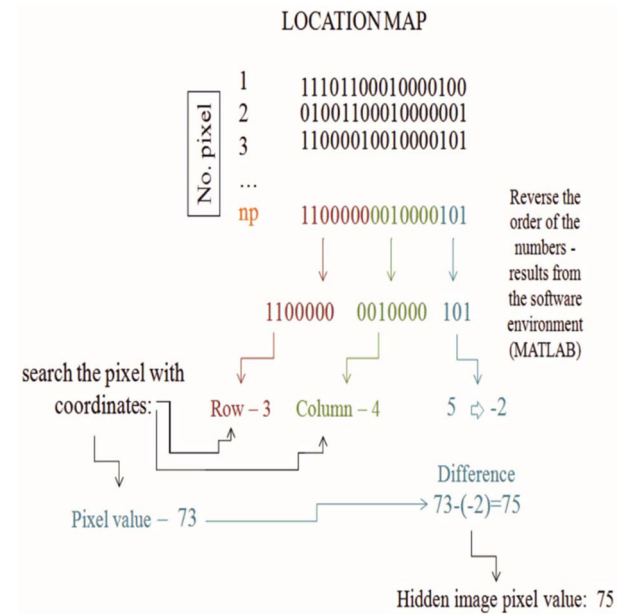 LOCATION MAP
No. pixel
1 11101100010000100
2 01001100010000001
3 11000010010000101
...
np 11000000010000101
Reverse the
order of the
numbers -
results from
the software
environment
(MATLAB)
1100000 0010000 101
search the pixel with
coordinates:
Row – 3 Column – 4 5 ⇨ -2
Difference
Pixel value – 73 73-(-2)=75
Hidden image pixel value: 75